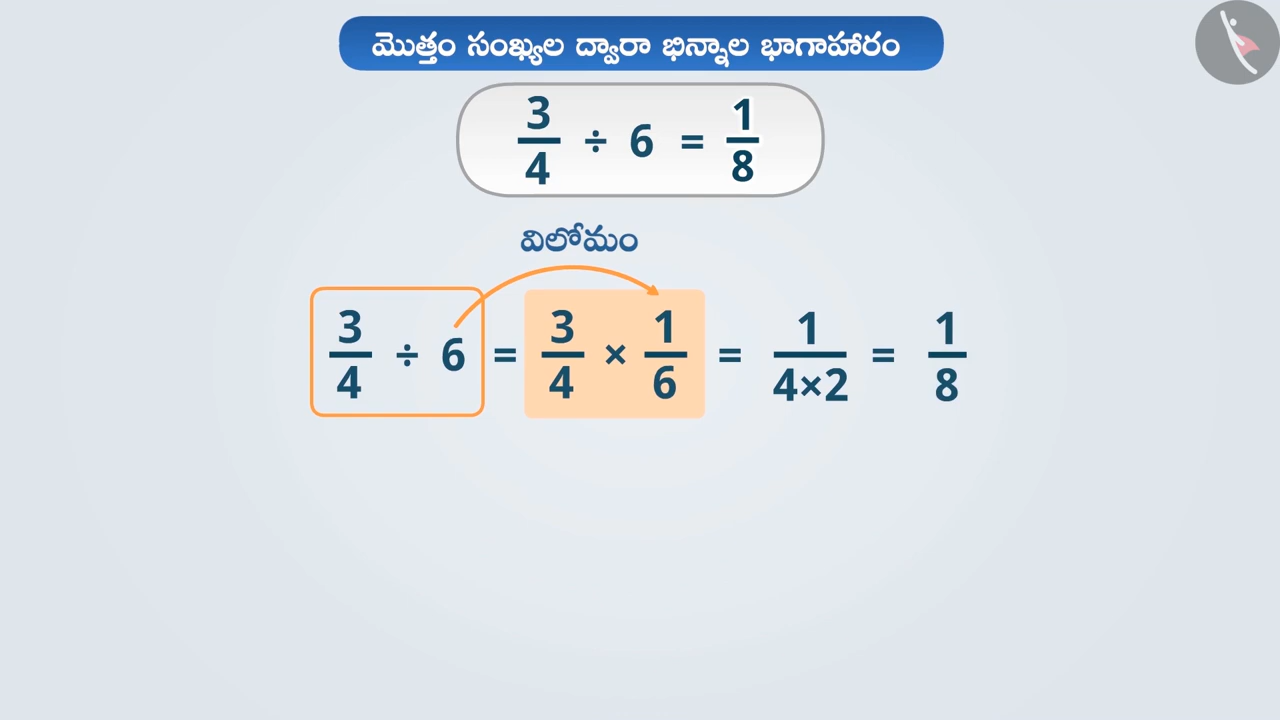 మొత్తం సంఖ్యల ద్వారా భిన్నాల భాగాహారం
3/4 ÷ 6 = 1/8
విలోమం
3/4 ÷ 6 = 3/4 × 1/6 = 1/4×2 = 1/8